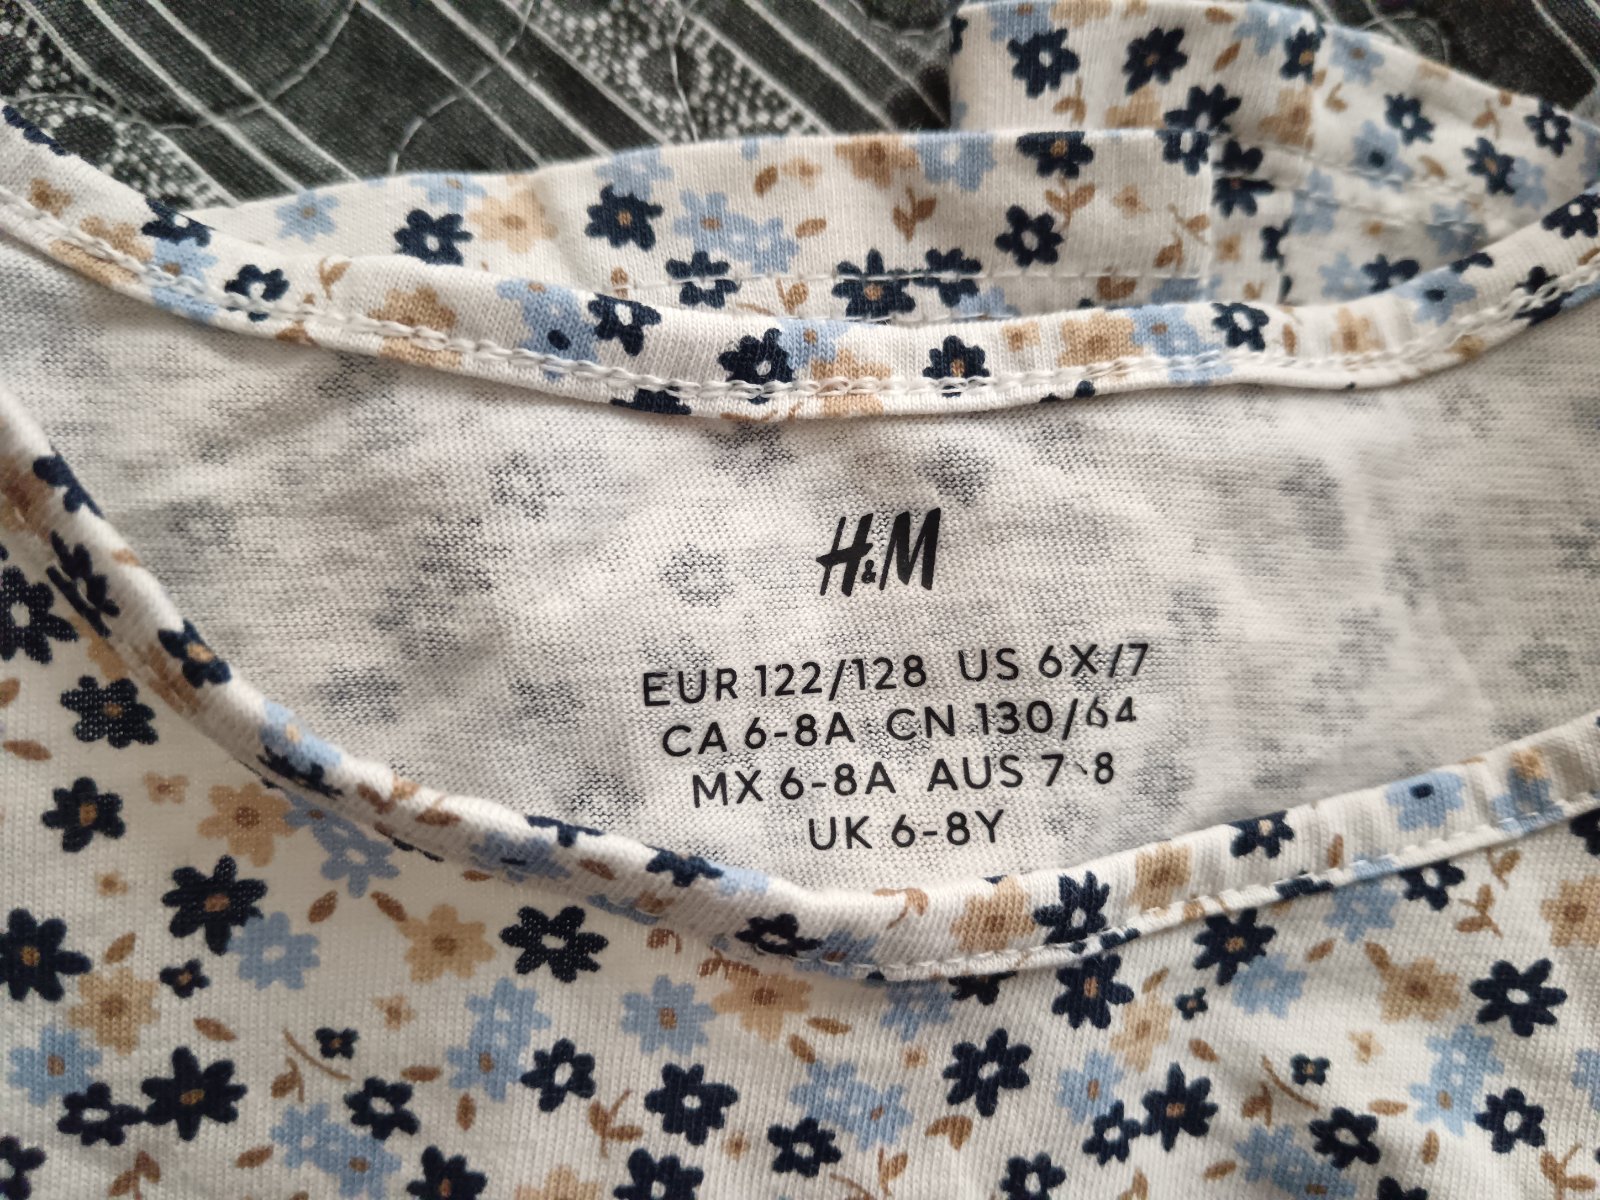 H&M
EUR 122/128 US 6X/7
CA 6-8A CN 130/64
MX 6-8A AUS 7-8
UK 6-8Y